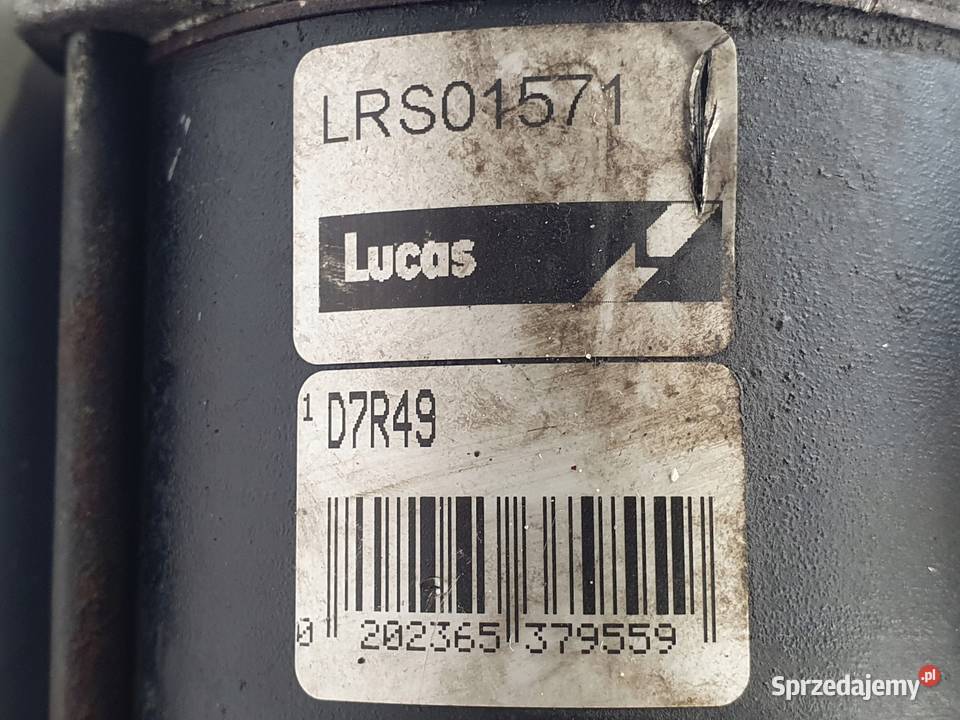 LRS01571
Lucas
1 D7R49
0 202365 379559
Sprzedajemy.pl